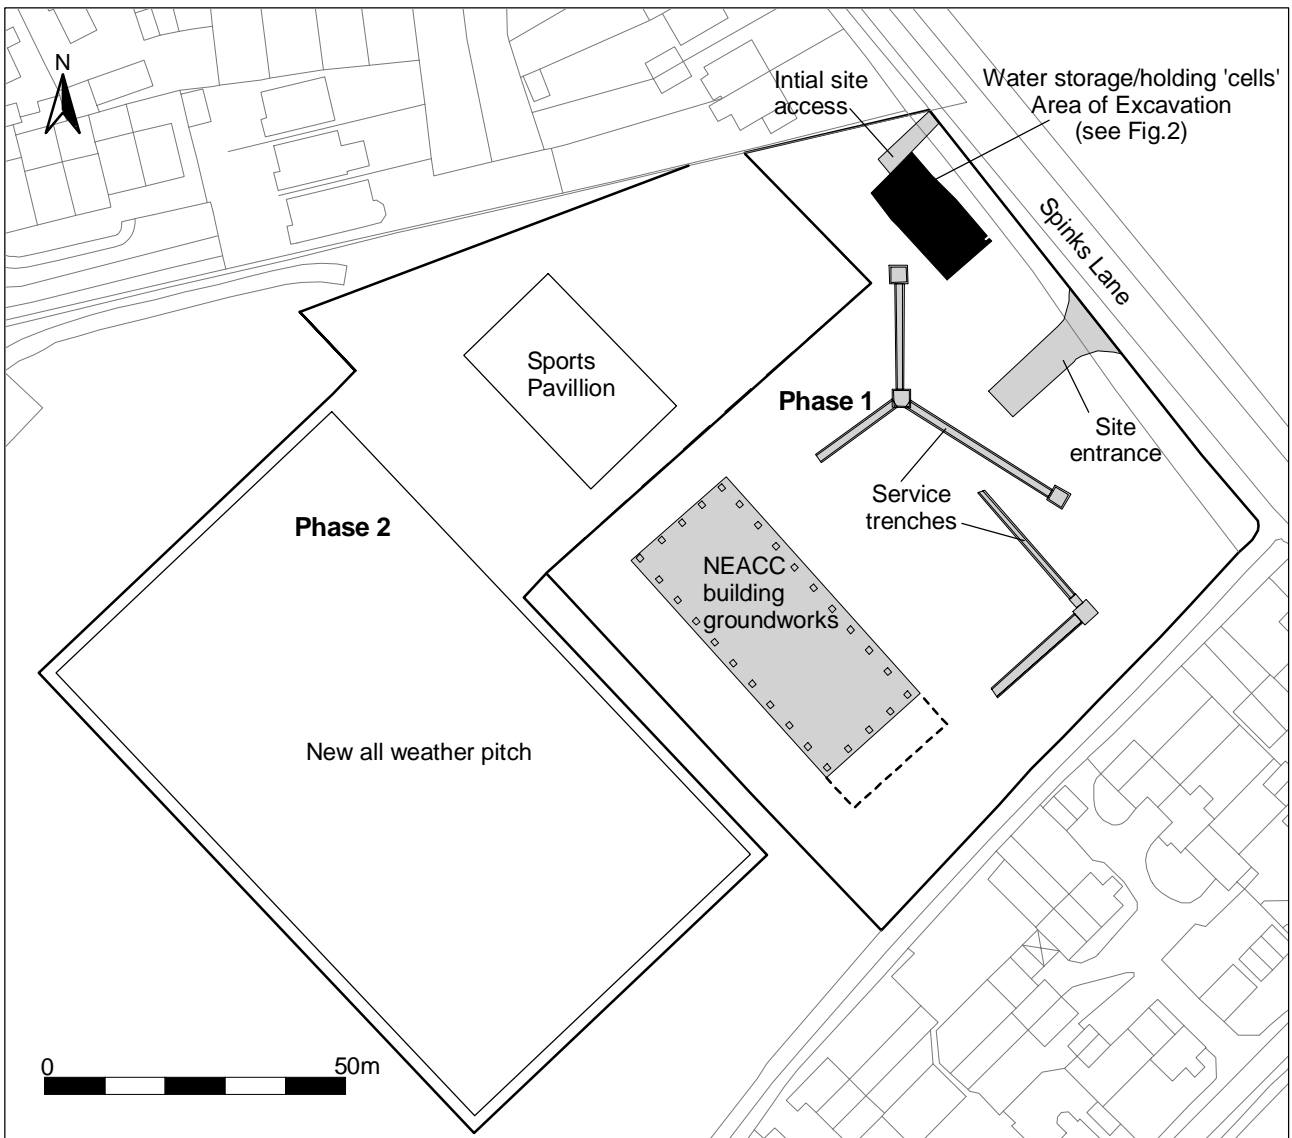 N
Intial site
access
Water storage/holding 'cells'
Area of Excavation
(see Fig.2)
Spinks Lane
Sports
Pavillion
Phase 1
Site
entrance
Service
trenches
Phase 2
NEACC
building
groundworks
New all weather pitch
0 50m